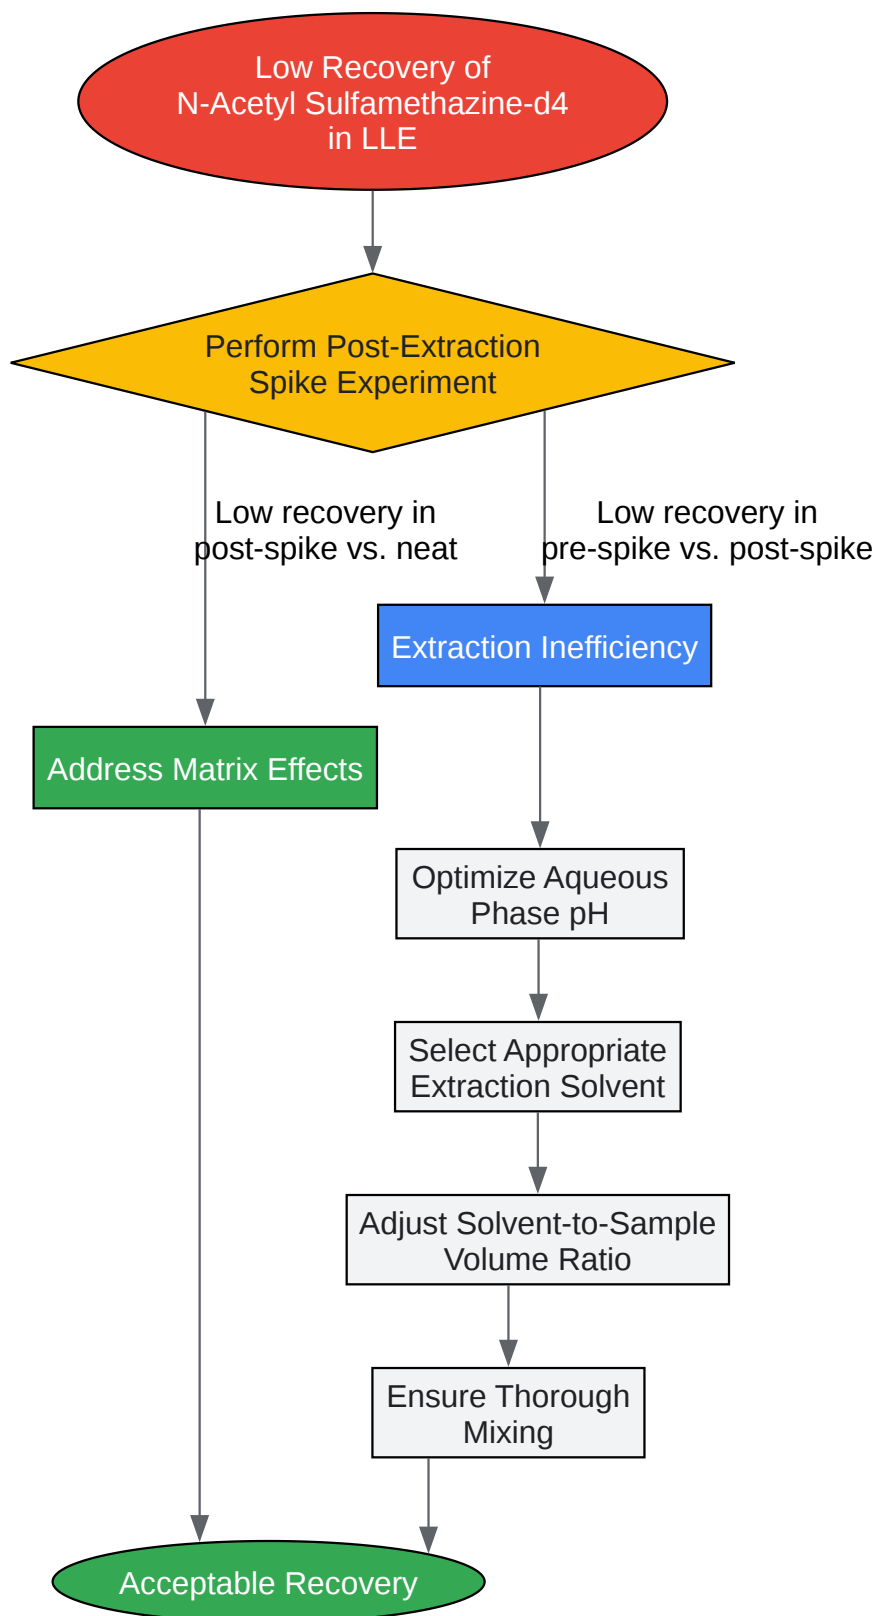 Low Recovery of
N-Acetyl Sulfamethazine-d4
in LLE
Perform Post-Extraction
Spike Experiment
Low recovery in
post-spike vs. neat
Low recovery in
pre-spike vs. post-spike
Extraction Inefficiency
Address Matrix Effects
Optimize Aqueous
Phase pH
Select Appropriate
Extraction Solvent
Adjust Solvent-to-Sample
Volume Ratio
Ensure Thorough
Mixing
Acceptable Recovery